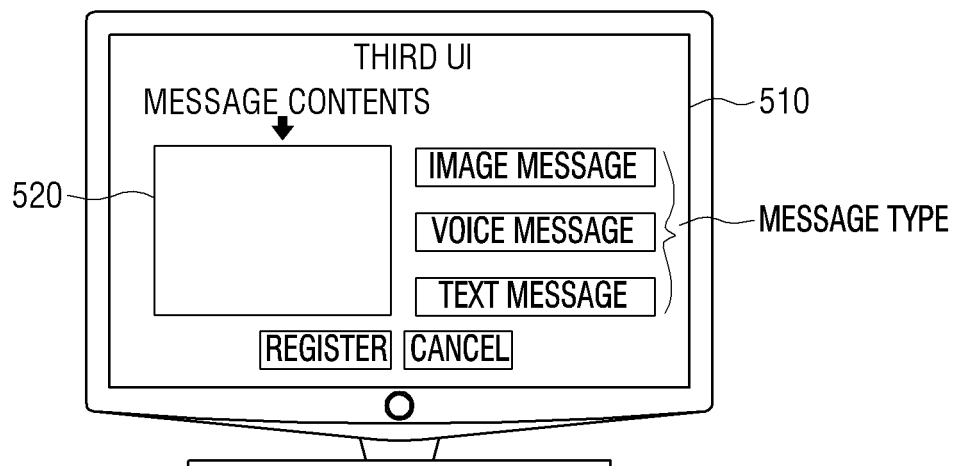 THIRD UI
MESSAGE CONTENTS
510
IMAGE MESSAGE
520
VOICE MESSAGE
MESSAGE TYPE
TEXT MESSAGE
REGISTER CANCEL